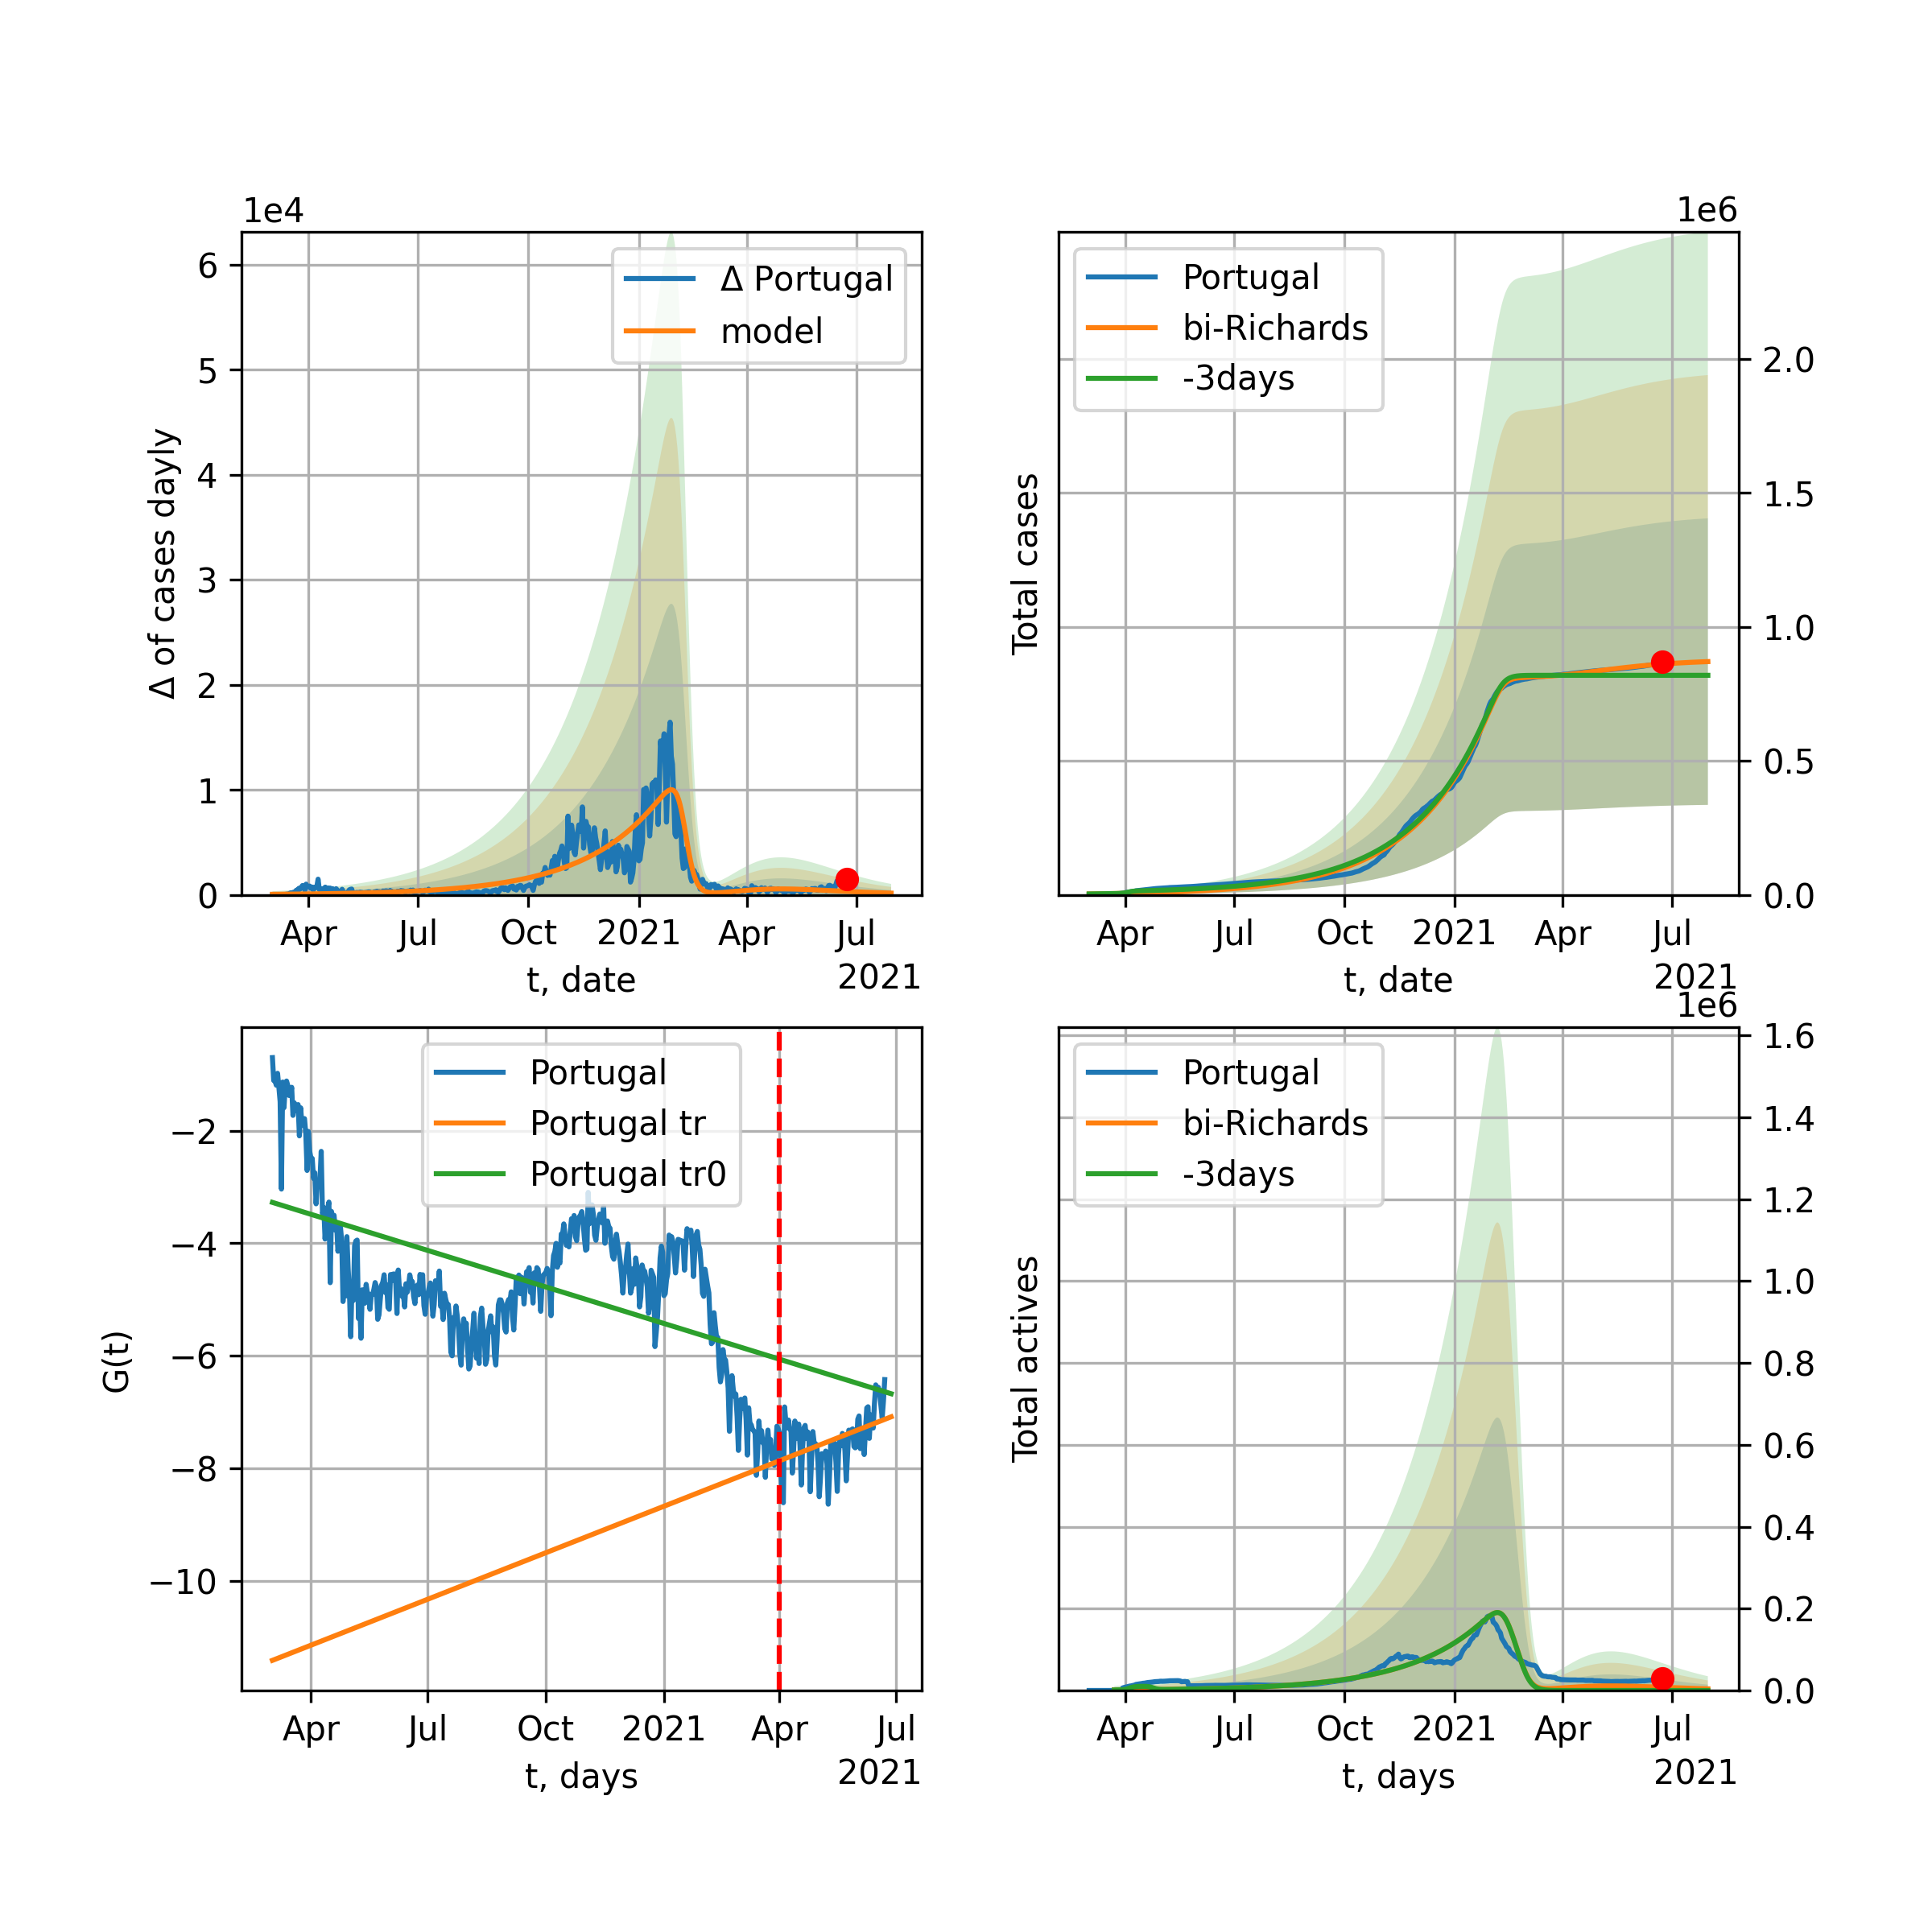 1e4
6
5
4
3
2
1
0
Δ of cases dayly
Δ Portugal
model
Apr
Jul
Oct
2021
Apr
Jul
t, date
2021
1e6
Portugal
bi-Richards
-3days
Total cases
2.0
1.5
1.0
0.5
0.0
Apr
Jul
Oct
2021
Apr
Jul
t, date
2021
Portugal
Portugal tr
Portugal tr0
G(t)
−2
−4
−6
−8
−10
Apr
Jul
Oct
2021
Apr
Jul
t, days
2021
1e6
Portugal
bi-Richards
-3days
Total actives
1.6
1.4
1.2
1.0
0.8
0.6
0.4
0.2
0.0
Apr
Jul
Oct
2021
Apr
Jul
t, days
2021